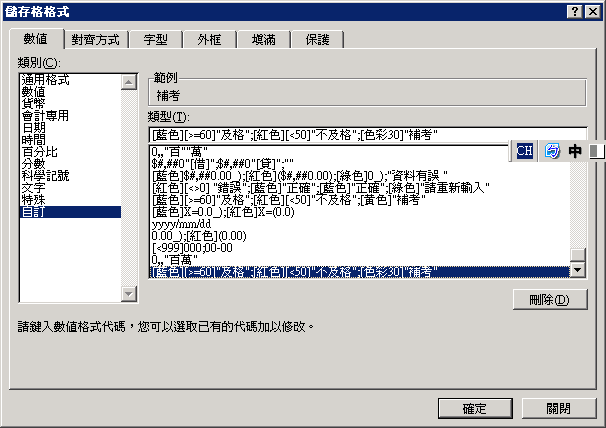 儲存格格式
數值 對齊方式 字型 外框 填滿 保護
類別(C):
通用格式
數值
貨幣
會計專用
日期
時間
百分比
分數
科學記號
文字
特殊
自訂
範例
補考
類型(T):
[藍色][>=60]"及格";[紅色][<50]"不及格";[色彩30]"補考"
0,,"百""萬"
$#,##0"[借]";$#,##0"[貸]";""
[藍色]$#,##0.00_);[紅色]($#,##0.00);[綠色]0_);"資料有誤 "
[紅色][<>0] "錯誤";[藍色]"正確";[藍色]"正確";[綠色]"請重新輸入"
[藍色][>=60]"及格";[紅色][<50]"不及格";[黃色]"補考"
[藍色]X=0.0_);[紅色]X=(0.0)
yyyy/mm/dd
0.00_);[紅色](0.00)
[<999]000;00-00
0,,"百萬"
[藍色][>=60]"及格";[紅色][<50]"不及格";[色彩30]"補考"
CH 中
刪除(D)
請鍵入數值格式代碼，您可以選取已有的代碼加以修改。
確定 關閉